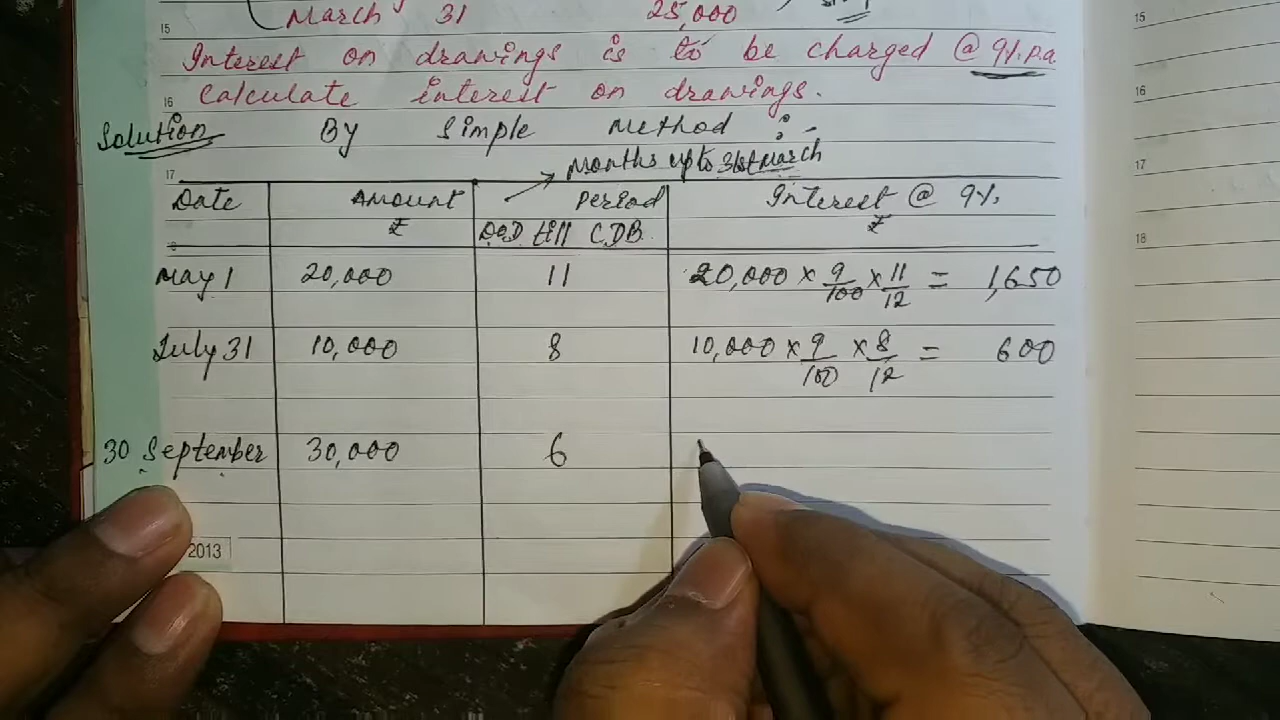 March 31 25,000
15 15
Interest on drawings is to be charged @ 9%.P.a
16 Calculate interest on drawings. 16
Solution By Simple Method :-
17 Months upto 31st March 17
Date Amount ₹ Period DOD till CDB Interest @ 9% ₹
18
May 1 20,000 11 20,000 × 9/100 × 11/12 = 1,650
July 31 10,000 8 10,000 × 9/100 × 8/12 = 600
30 September 30,000 6
2013